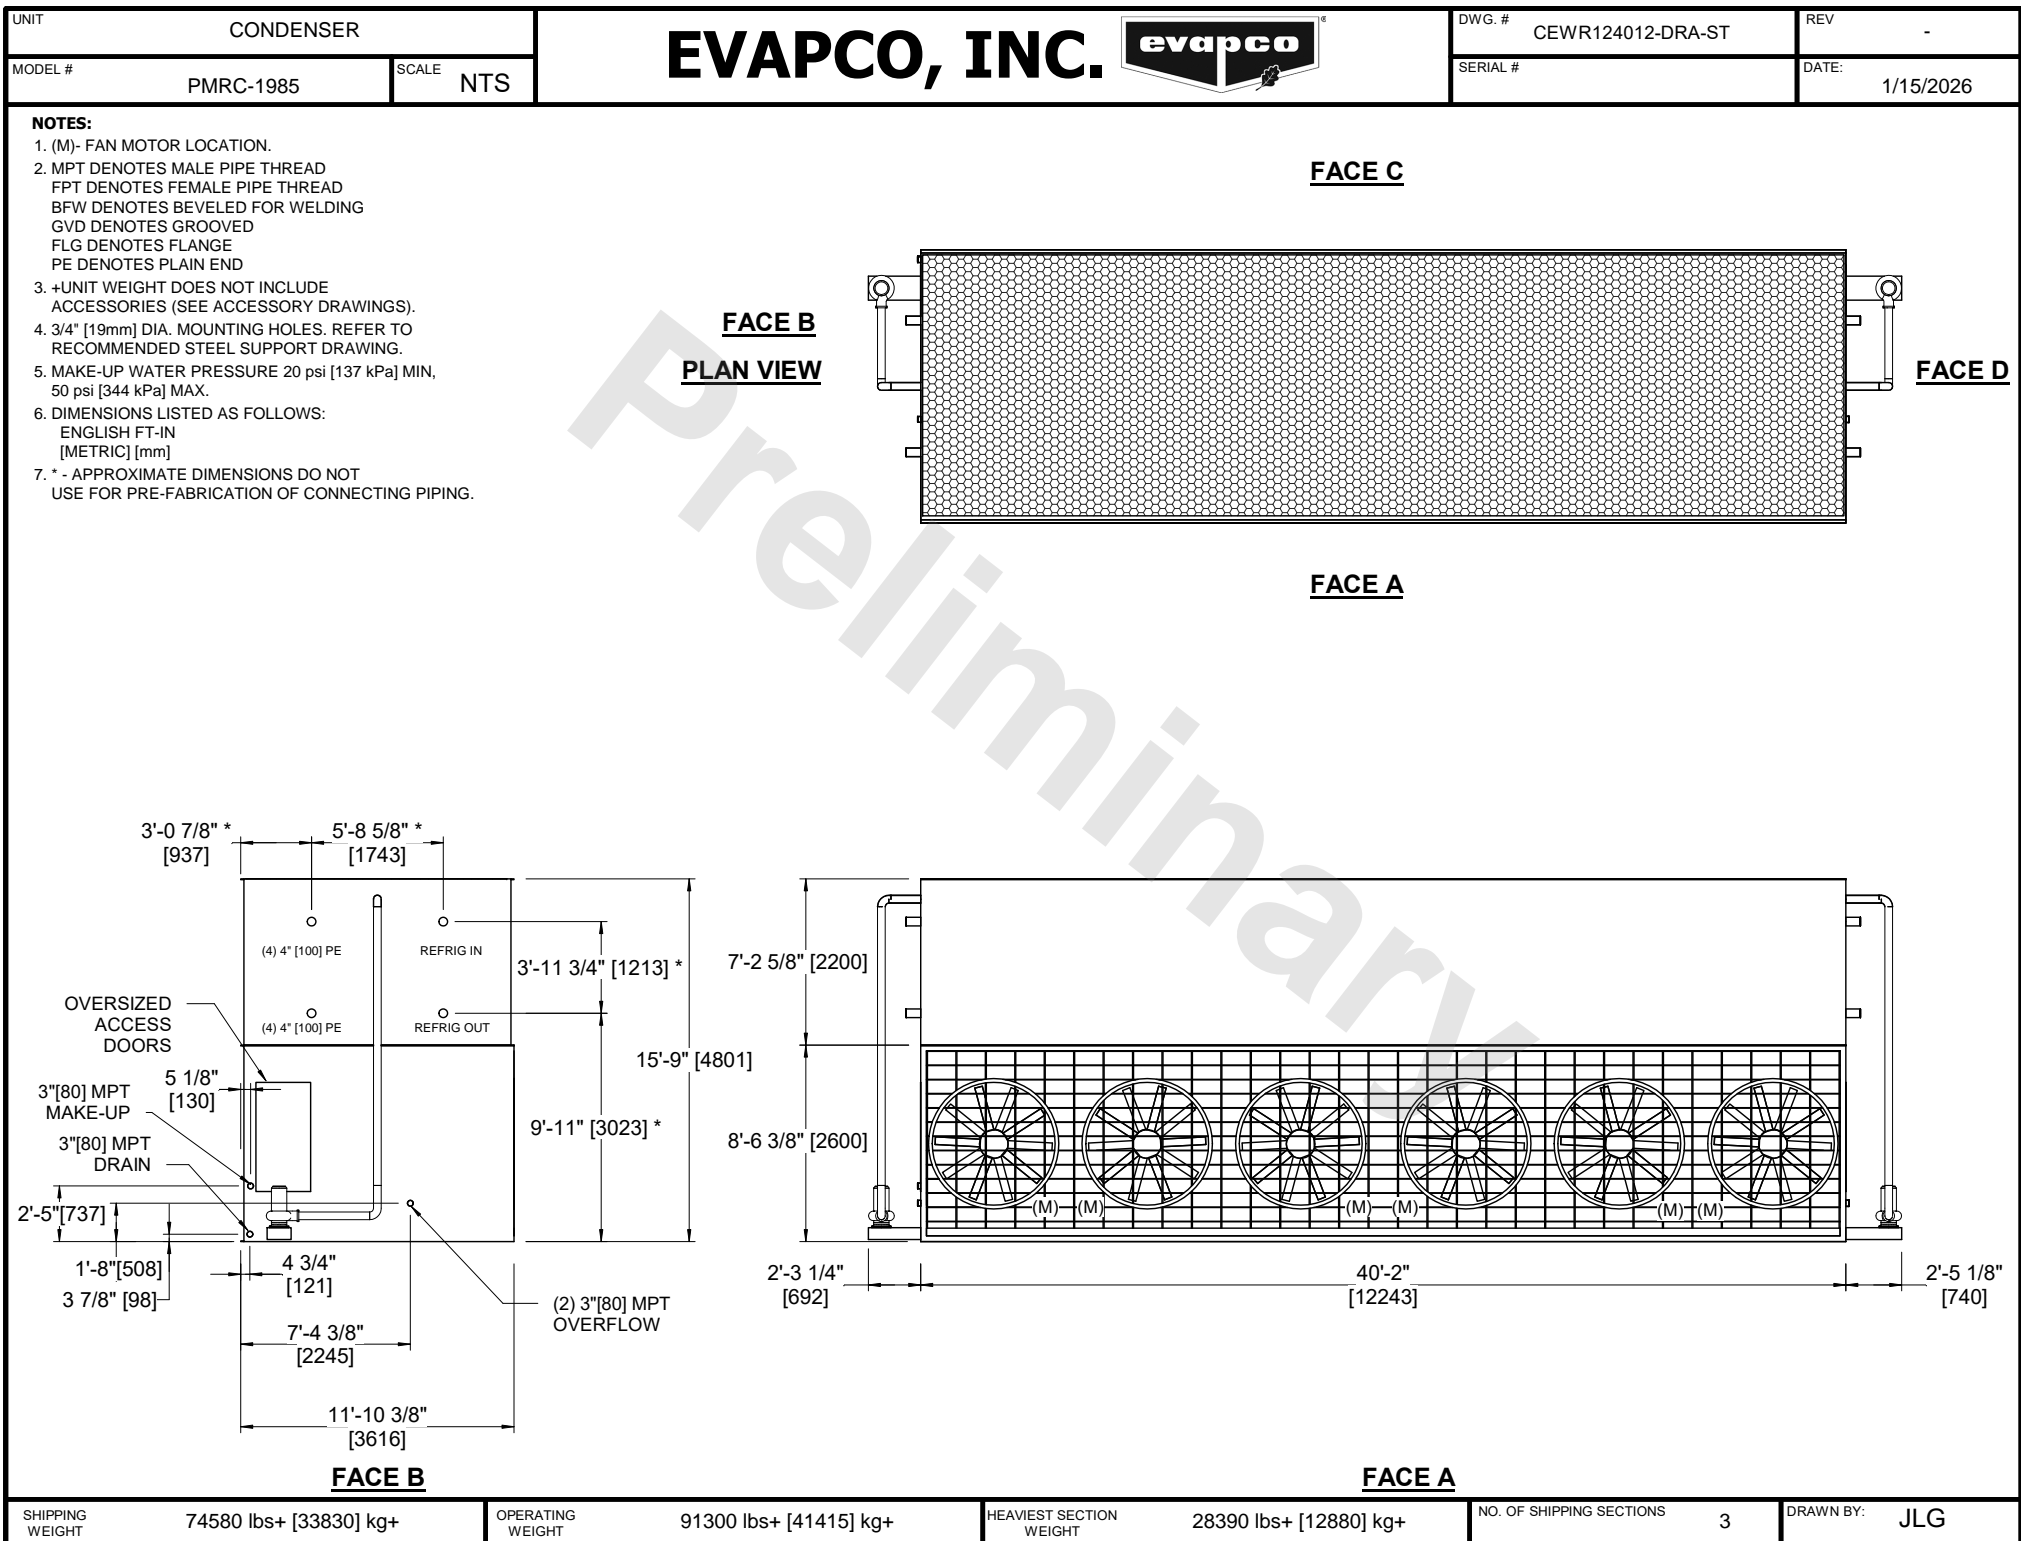 UNIT
CONDENSER
MODEL #
PMRC-1985
SCALE
NTS
EVAPCO, INC.
evapco
®
DWG. #
CEWR124012-DRA-ST
REV
-
SERIAL #
DATE:
1/15/2026
NOTES:
1. (M)- FAN MOTOR LOCATION.
2. MPT DENOTES MALE PIPE THREAD
FPT DENOTES FEMALE PIPE THREAD
BFW DENOTES BEVELED FOR WELDING
GVD DENOTES GROOVED
FLG DENOTES FLANGE
PE DENOTES PLAIN END
3. +UNIT WEIGHT DOES NOT INCLUDE
ACCESSORIES (SEE ACCESSORY DRAWINGS).
4. 3/4" [19mm] DIA. MOUNTING HOLES. REFER TO
RECOMMENDED STEEL SUPPORT DRAWING.
5. MAKE-UP WATER PRESSURE 20 psi [137 kPa] MIN,
50 psi [344 kPa] MAX.
6. DIMENSIONS LISTED AS FOLLOWS:
ENGLISH FT-IN
[METRIC] [mm]
7. * - APPROXIMATE DIMENSIONS DO NOT
USE FOR PRE-FABRICATION OF CONNECTING PIPING.
FACE C
FACE B
PLAN VIEW
FACE D
FACE A
Preliminary
3'-0 7/8" *
[937]
5'-8 5/8" *
[1743]
(4) 4" [100] PE
REFRIG IN
3'-11 3/4" [1213] *
(4) 4" [100] PE
REFRIG OUT
OVERSIZED
ACCESS
DOORS
15'-9" [4801]
5 1/8"
[130]
3"[80] MPT
MAKE-UP
9'-11" [3023] *
3"[80] MPT
DRAIN
2'-5"[737]
1'-8"[508]
3 7/8" [98]
4 3/4"
[121]
(2) 3"[80] MPT
OVERFLOW
7'-4 3/8"
[2245]
11'-10 3/8"
[3616]
FACE B
7'-2 5/8" [2200]
8'-6 3/8" [2600]
(M) (M) (M) (M) (M) (M)
2'-3 1/4"
[692]
40'-2"
[12243]
2'-5 1/8"
[740]
FACE A
SHIPPING
WEIGHT
74580 lbs+ [33830] kg+
OPERATING
WEIGHT
91300 lbs+ [41415] kg+
HEAVIEST SECTION
WEIGHT
28390 lbs+ [12880] kg+
NO. OF SHIPPING SECTIONS
3
DRAWN BY:
JLG